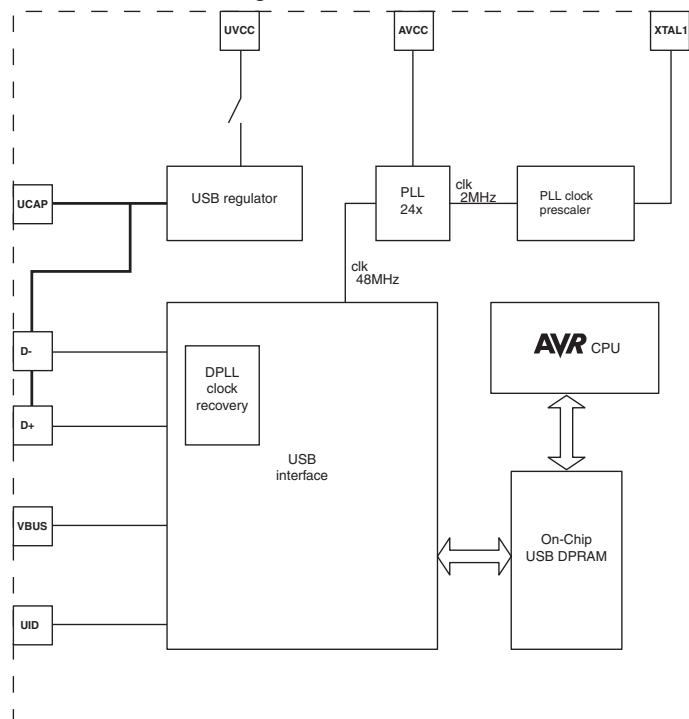 UVCC
AVCC
XTAL1
UCAP
USB regulator
PLL
24x
clk
2MHz
PLL clock
prescaler
clk
48MHz
D-
D+
DPLL
clock
recovery
USB
interface
AVR CPU
VBUS
On-Chip
USB DPRAM
UID